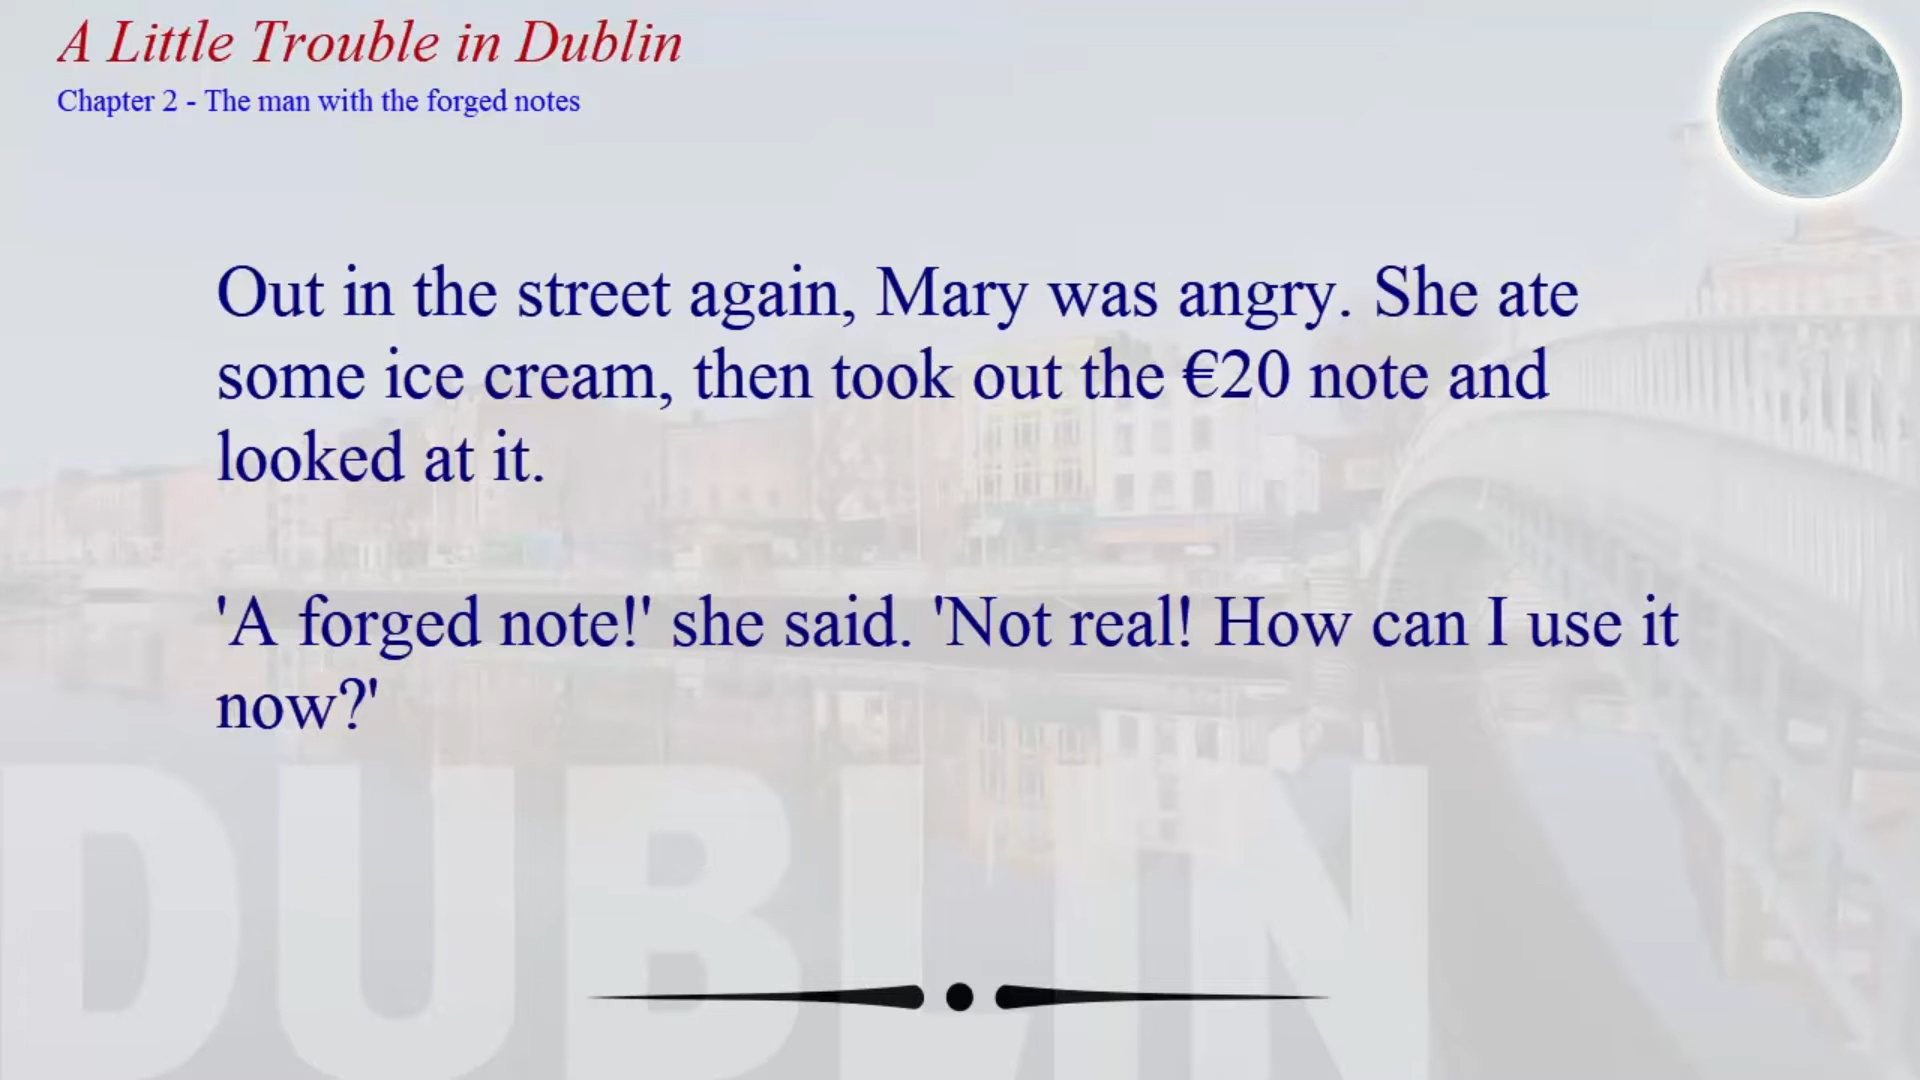 A Little Trouble in Dublin
Chapter 2 - The man with the forged notes
Out in the street again, Mary was angry. She ate
some ice cream, then took out the €20 note and
looked at it.
'A forged note!' she said. 'Not real! How can I use it
now?'
DUBLIN